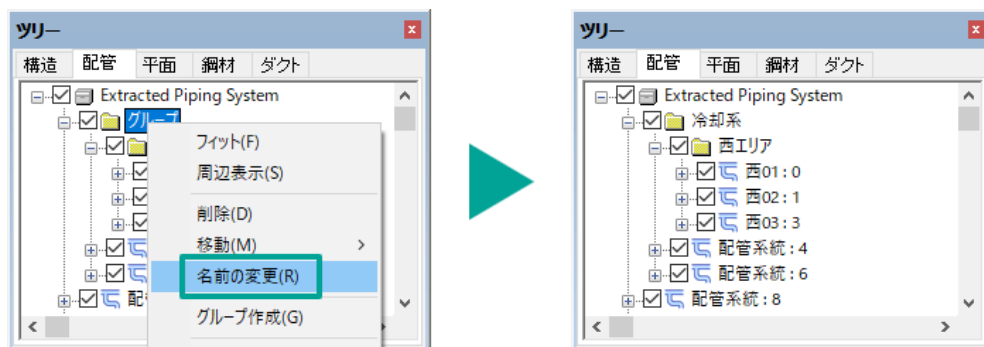 ツリー
構造 配管 平面 鋼材 ダクト
Extracted Piping System
グループ
フィット(F)
周辺表示(S)
削除(D)
移動(M)
名前の変更(R)
グループ作成(G)
ツリー
構造 配管 平面 鋼材 ダクト
Extracted Piping System
冷却系
西エリア
西01 : 0
西02 : 1
西03 : 3
配管系統 : 4
配管系統 : 6
配管系統 : 8